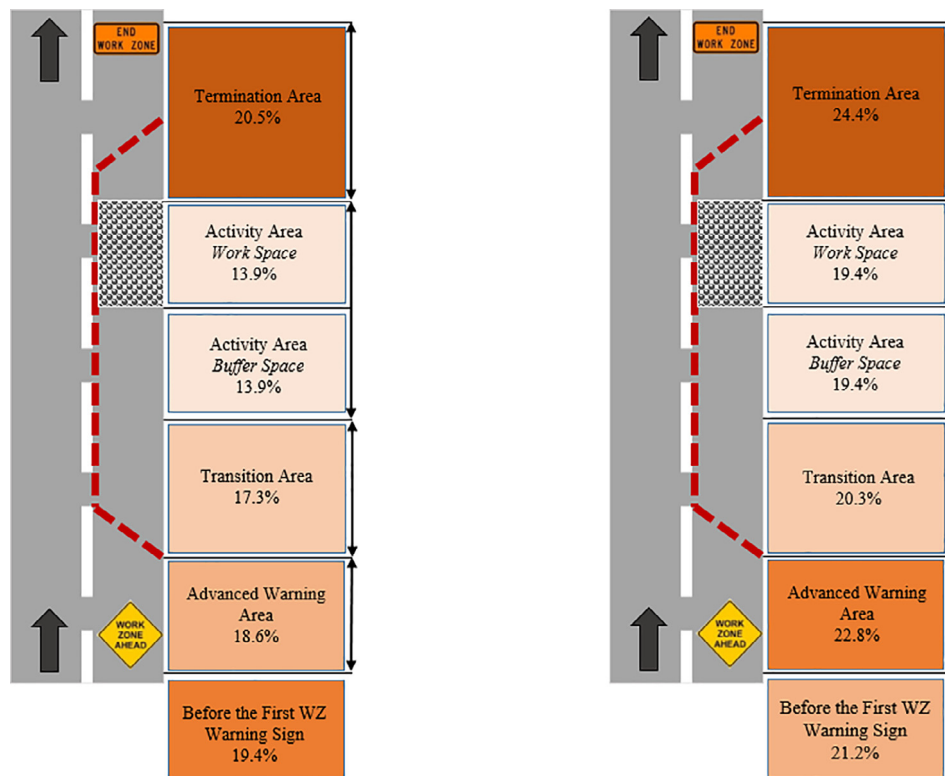 END
WORK ZONE
Termination Area
20.5%
Activity Area
Work Space
13.9%
Activity Area
Buffer Space
13.9%
Transition Area
17.3%
WORK
ZONE
AHEAD
Advanced Warning
Area
18.6%
Before the First WZ
Warning Sign
19.4%
END
WORK ZONE
Termination Area
24.4%
Activity Area
Work Space
19.4%
Activity Area
Buffer Space
19.4%
Transition Area
20.3%
WORK
ZONE
AHEAD
Advanced Warning
Area
22.8%
Before the First WZ
Warning Sign
21.2%